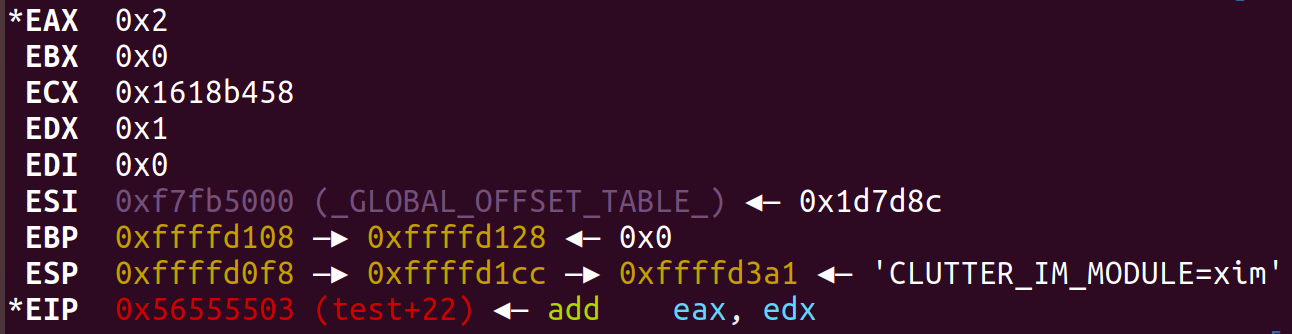 *EAX 0x2
EBX 0x0
ECX 0x1618b458
EDX 0x1
EDI 0x0
ESI 0xf7fb5000 (_GLOBAL_OFFSET_TABLE_) ◂— 0x1d7d8c
EBP 0xffffd108 —▸ 0xffffd128 ◂— 0x0
ESP 0xffffd0f8 —▸ 0xffffd1cc —▸ 0xffffd3a1 ◂— 'CLUTTER_IM_MODULE=xim'
*EIP 0x56555503 (test+22) ◂— add eax, edx